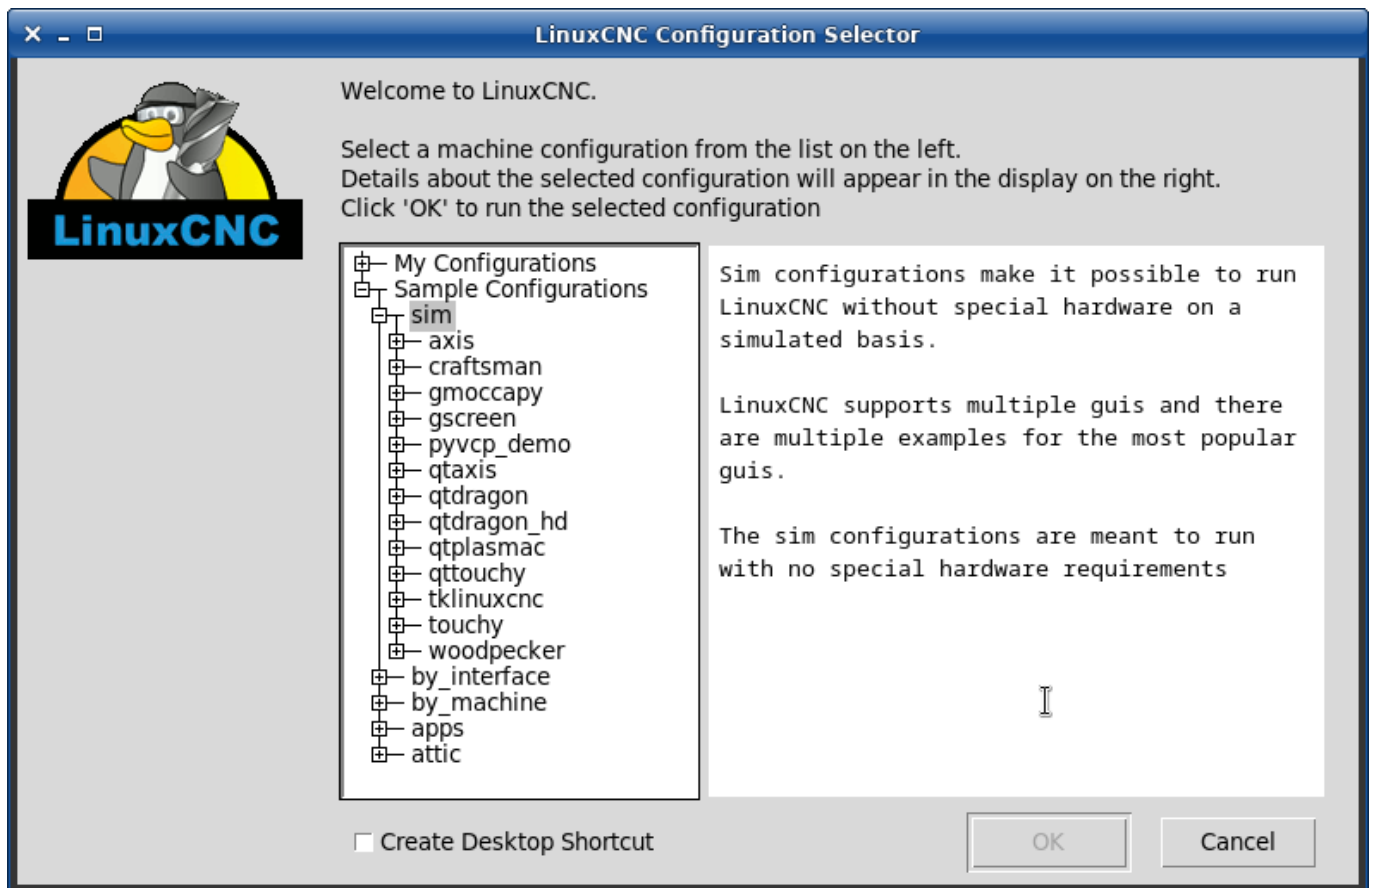 LinuxCNC Configuration Selector
LinuxCNC
Welcome to LinuxCNC.
Select a machine configuration from the list on the left.
Details about the selected configuration will appear in the display on the right.
Click 'OK' to run the selected configuration
My Configurations
Sample Configurations
sim
axis
craftsman
gmoccapy
gscreen
pyvcp_demo
qtaxis
qtdragon
qtdragon_hd
qtplasmac
qttouchy
tklinuxcnc
touchy
woodpecker
by_interface
by_machine
apps
attic
Sim configurations make it possible to run
LinuxCNC without special hardware on a
simulated basis.
LinuxCNC supports multiple guis and there
are multiple examples for the most popular
guis.
The sim configurations are meant to run
with no special hardware requirements
Create Desktop Shortcut
OK
Cancel